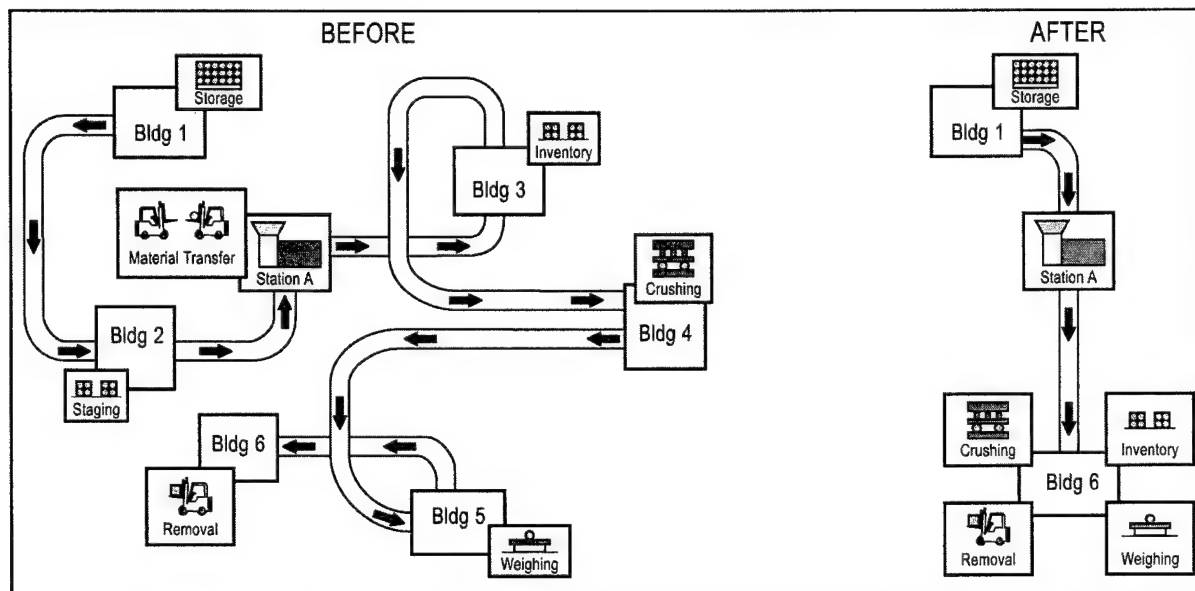 BEFORE
Storage
Bldg 1
Inventory
Bldg 3
Material Transfer
Station A
Crushing
Bldg 4
Bldg 2
Staging
Bldg 6
Removal
Bldg 5
Weighing
AFTER
Storage
Bldg 1
Station A
Crushing
Inventory
Bldg 6
Removal
Weighing